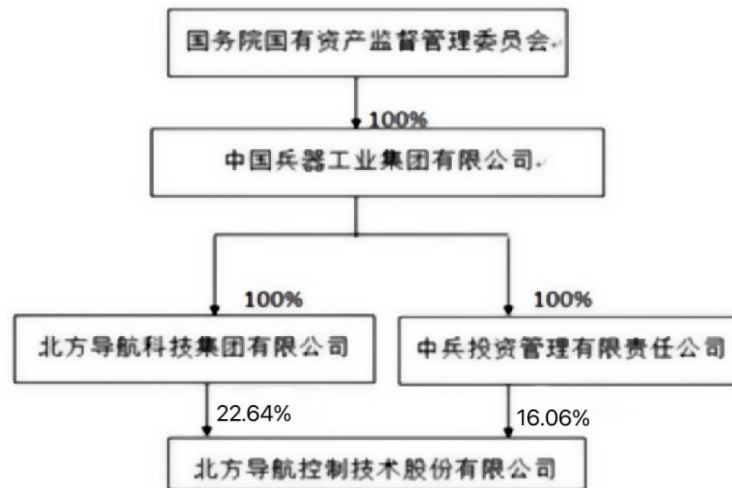 国务院国有资产监督管理委员会
100%
中国兵器工业集团有限公司
100% 100%
北方导航科技集团有限公司 中兵投资管理有限责任公司
22.64% 16.06%
北方导航控制技术股份有限公司